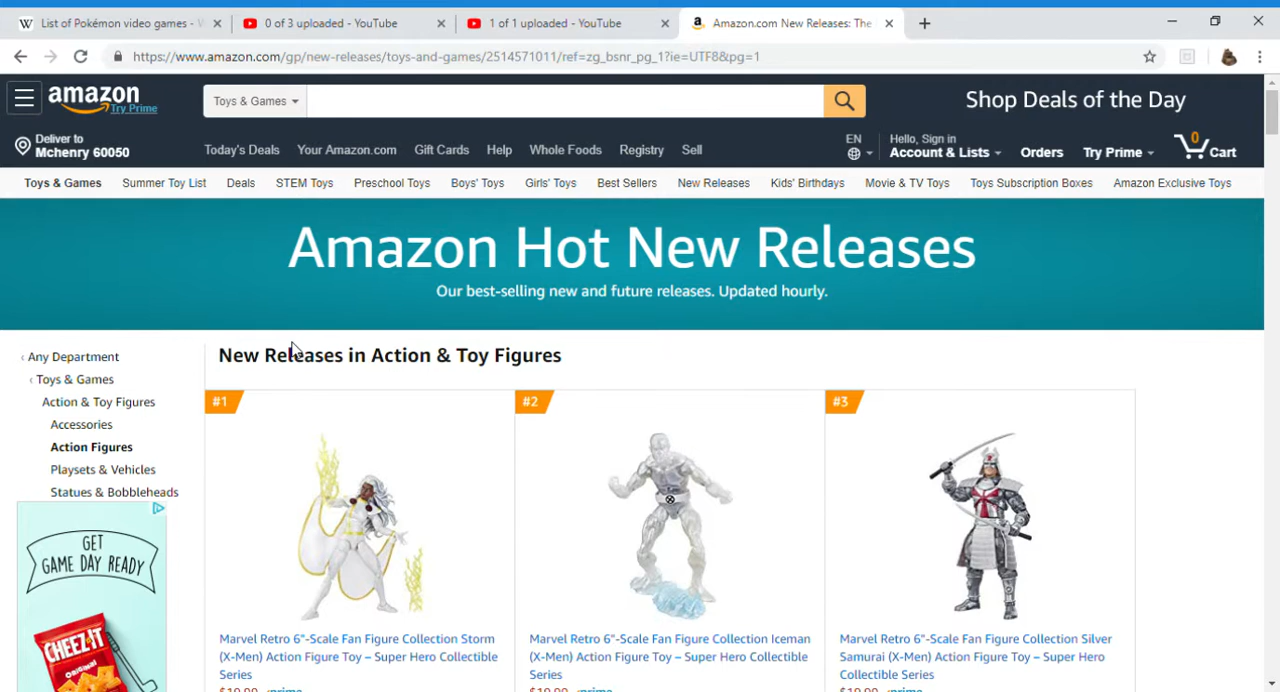 List of Pokémon video games -
0 of 3 uploaded - YouTube
1 of 1 uploaded - YouTube
Amazon.com New Releases: The
https://www.amazon.com/gp/new-releases/toys-and-games/2514571011/ref=zg_bsnr_pg_1?ie=UTF8&pg=1
amazon
Try Prime
Toys & Games
Shop Deals of the Day
Deliver to
Mchenry 60050
Today's Deals Your Amazon.com Gift Cards Help Whole Foods Registry Sell
EN
Hello, Sign in
Account & Lists
Orders
Try Prime
0
Cart
Toys & Games Summer Toy List Deals STEM Toys Preschool Toys Boys' Toys Girls' Toys Best Sellers New Releases Kids' Birthdays Movie & TV Toys Toys Subscription Boxes Amazon Exclusive Toys
Amazon Hot New Releases
Our best-selling new and future releases. Updated hourly.
‹ Any Department
‹ Toys & Games
Action & Toy Figures
Accessories
Action Figures
Playsets & Vehicles
Statues & Bobbleheads
GET
GAME DAY READY
CHEEZ-IT
ORIGINAL
New Releases in Action & Toy Figures
#1
Marvel Retro 6"-Scale Fan Figure Collection Storm
(X-Men) Action Figure Toy – Super Hero Collectible
Series
$19.99 prime
#2
Marvel Retro 6"-Scale Fan Figure Collection Iceman
(X-Men) Action Figure Toy – Super Hero Collectible
Series
$19.99 prime
#3
Marvel Retro 6"-Scale Fan Figure Collection Silver
Samurai (X-Men) Action Figure Toy – Super Hero
Collectible Series
$19.99 prime